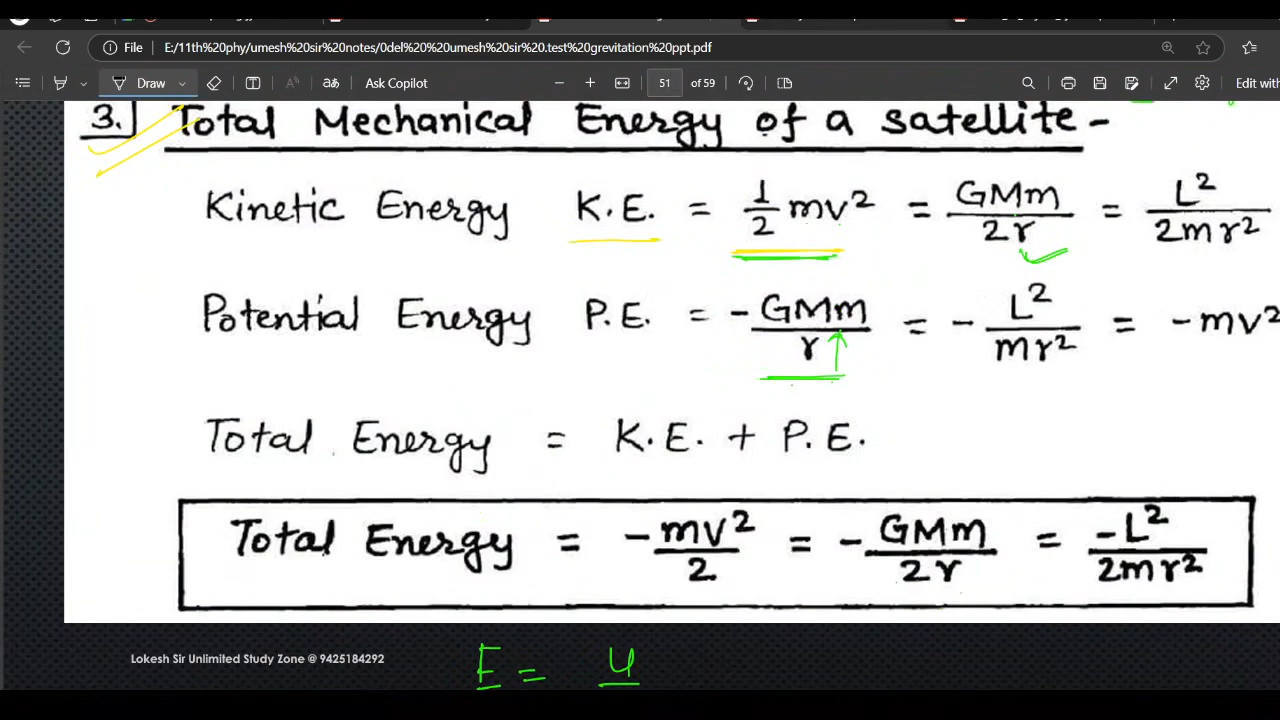 File E:/11th%20phy/umesh%20sir%20notes/0del%20%20umesh%20sir%20.test%20grevitation%20ppt.pdf
Draw Ask Copilot 51 of 59 Edit with
3. Total Mechanical Energy of a satellite -
Kinetic Energy K.E. = 1/2 mv² = GMm/2r = L²/2mr²
Potential Energy P.E. = -GMm/r = -L²/mr² = -mv²
Total Energy = K.E. + P.E.
Total Energy = -mv²/2 = -GMm/2r = -L²/2mr²
Lokesh Sir Unlimited Study Zone @ 9425184292
E = U